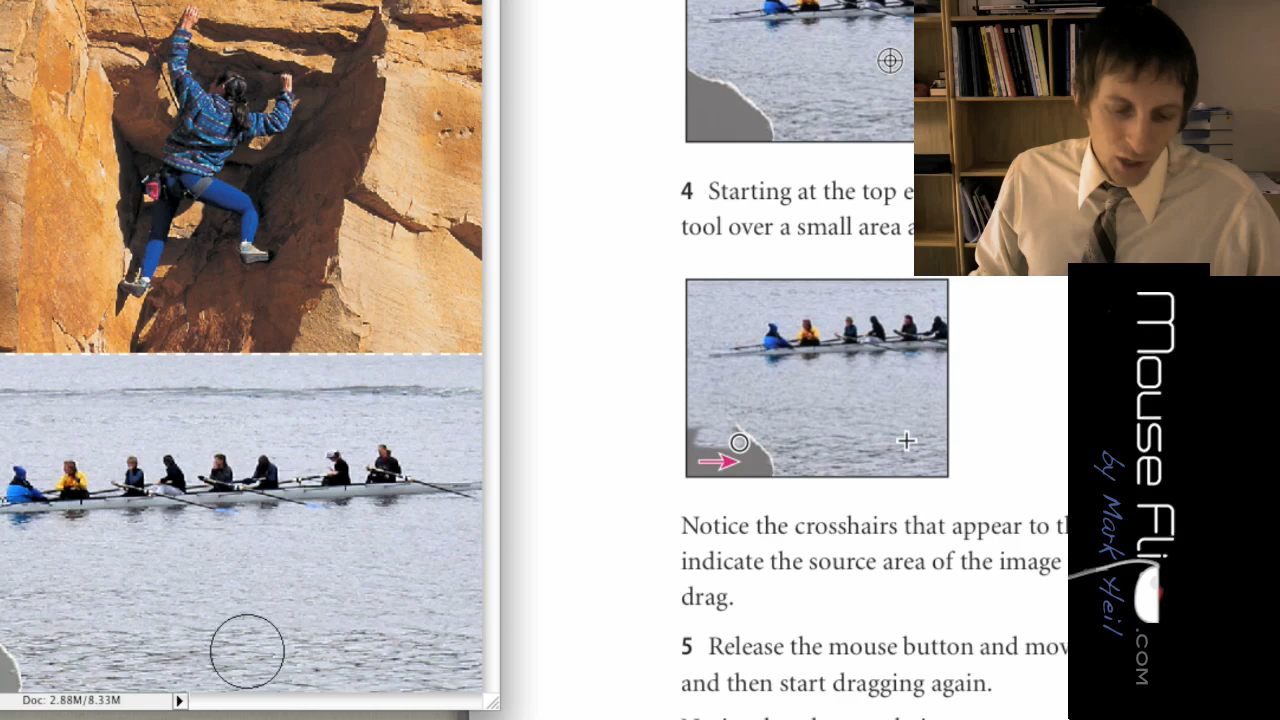 4 Starting at the top e
tool over a small area a
Notice the crosshairs that appear to th
indicate the source area of the image
drag.
5 Release the mouse button and mov
and then start dragging again.
Doc: 2.88M/8.33M
Mouse Flip
.COM
by Mark Heil